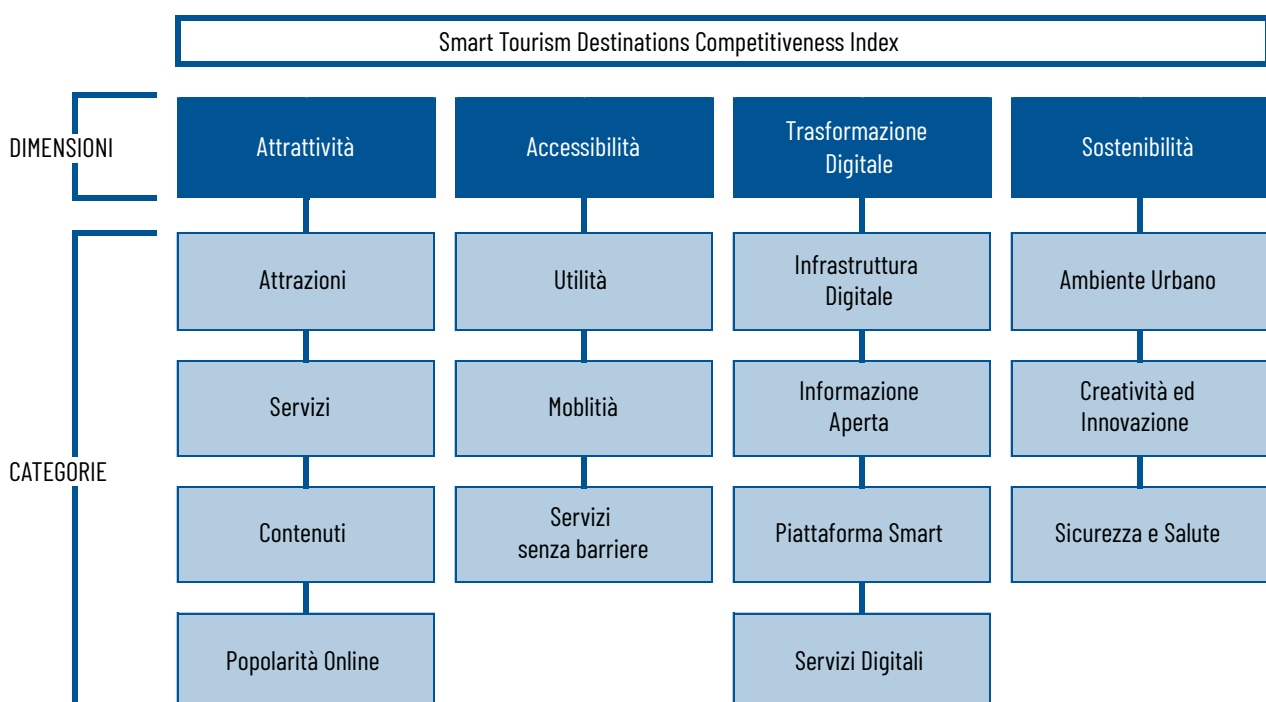 Smart Tourism Destinations Competitiveness Index
DIMENSIONI
Attrattività
Accessibilità
Trasformazione
Digitale
Sostenibilità
CATEGORIE
Attrazioni
Utilità
Infrastruttura
Digitale
Ambiente Urbano
Servizi
Moblitià
Informazione
Aperta
Creatività ed
Innovazione
Contenuti
Servizi
senza barriere
Piattaforma Smart
Sicurezza e Salute
Popolarità Online
Servizi Digitali